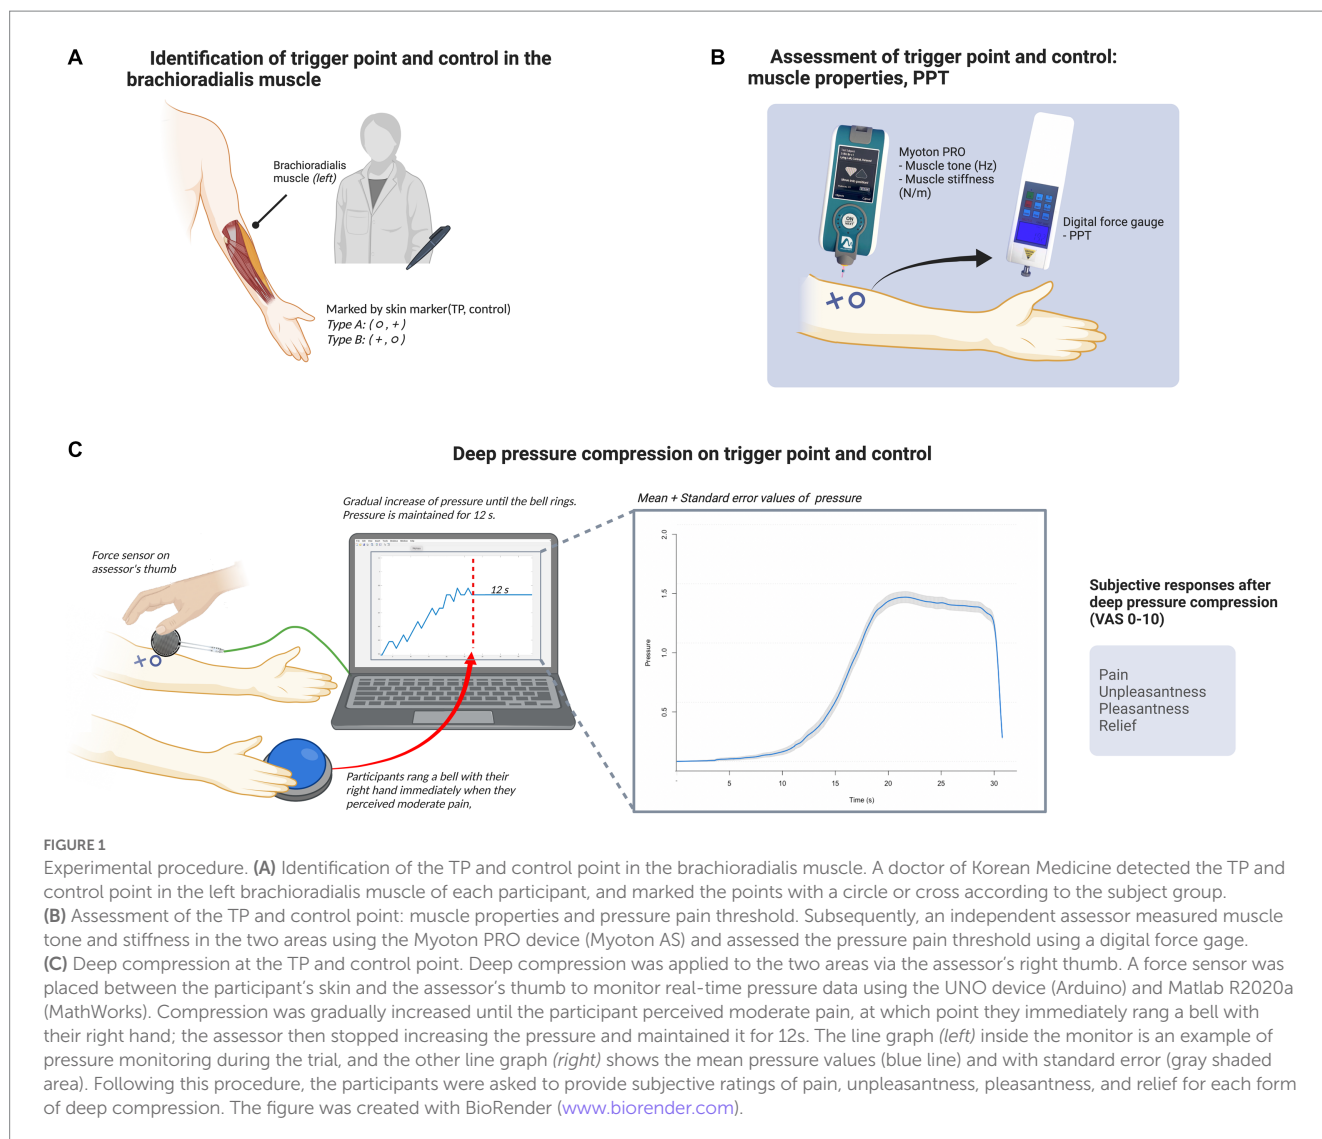 A
Identification of trigger point and control in the
brachioradialis muscle
Brachioradialis
muscle (left)
Marked by skin marker(TP, control)
Type A: ( o , + )
Type B: ( + , o )
B
Assessment of trigger point and control:
muscle properties, PPT
Myoton PRO
- Muscle tone (Hz)
- Muscle stiffness
(N/m)
ON
Digital force gauge
- PPT
C
Deep pressure compression on trigger point and control
Gradual increase of pressure until the bell rings.
Pressure is maintained for 12 s.
Force sensor on
assessor's thumb
12 s
Participants rang a bell with their
right hand immediately when they
perceived moderate pain,
Mean + Standard error values of pressure
2.0
1.5
1.0
0.5
Pressure
5 10 15 20 25 30
Time (s)
Subjective responses after
deep pressure compression
(VAS 0-10)
Pain
Unpleasantness
Pleasantness
Relief
FIGURE 1
Experimental procedure. (A) Identification of the TP and control point in the brachioradialis muscle. A doctor of Korean Medicine detected the TP and
control point in the left brachioradialis muscle of each participant, and marked the points with a circle or cross according to the subject group.
(B) Assessment of the TP and control point: muscle properties and pressure pain threshold. Subsequently, an independent assessor measured muscle
tone and stiffness in the two areas using the Myoton PRO device (Myoton AS) and assessed the pressure pain threshold using a digital force gage.
(C) Deep compression at the TP and control point. Deep compression was applied to the two areas via the assessor's right thumb. A force sensor was
placed between the participant's skin and the assessor's thumb to monitor real-time pressure data using the UNO device (Arduino) and Matlab R2020a
(MathWorks). Compression was gradually increased until the participant perceived moderate pain, at which point they immediately rang a bell with
their right hand; the assessor then stopped increasing the pressure and maintained it for 12s. The line graph (left) inside the monitor is an example of
pressure monitoring during the trial, and the other line graph (right) shows the mean pressure values (blue line) and with standard error (gray shaded
area). Following this procedure, the participants were asked to provide subjective ratings of pain, unpleasantness, pleasantness, and relief for each form
of deep compression. The figure was created with BioRender (www.biorender.com).